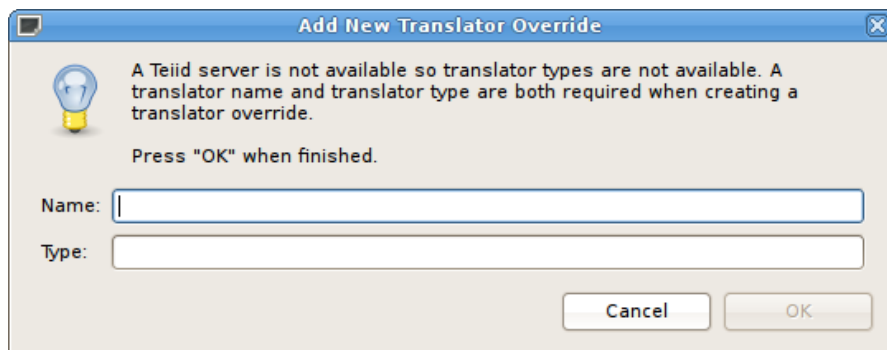 Add New Translator Override
A Teiid server is not available so translator types are not available. A
translator name and translator type are both required when creating a
translator override.
Press "OK" when finished.
Name:
Type:
Cancel OK